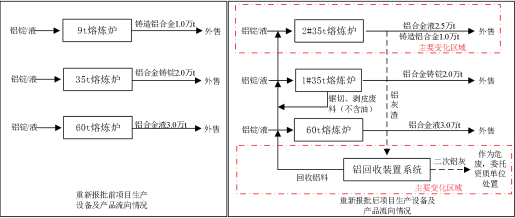 铝锭/液
9t熔炼炉
铸造铝合金1.0万t
外售
铝锭/液
35t熔炼炉
铝合金铸锭2.0万t
外售
铝锭/液
60t熔炼炉
铝合金液3.0万t
外售
重新报批前项目生产
设备及产品流向情况
铝锭/液
2#35t熔炼炉
铝合金液2.5万t
铸造铝合金1.0万t
外售
主要变化区域
铝锭/液
1#35t熔炼炉
铝合金铸锭2.0万t
外售
锯切、剥皮废
料（不含油）
铝
灰
渣
铝锭/液
60t熔炼炉
铝合金液3.0万t
外售
回收铝料
铝回收装置系统
二次铝灰
作为危
废，委托
资质单位
处置
主要变化区域
重新报批后项目生产设备及
产品流向情况